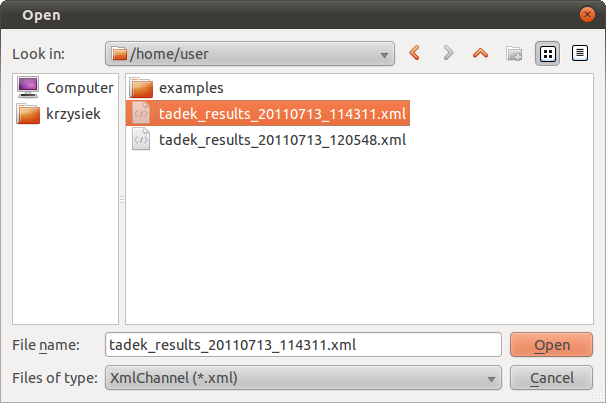 Open
Look in: /home/user
Computer
krzysiek
examples
tadek_results_20110713_114311.xml
tadek_results_20110713_120548.xml
File name: tadek_results_20110713_114311.xml Open
Files of type: XmlChannel (*.xml) Cancel